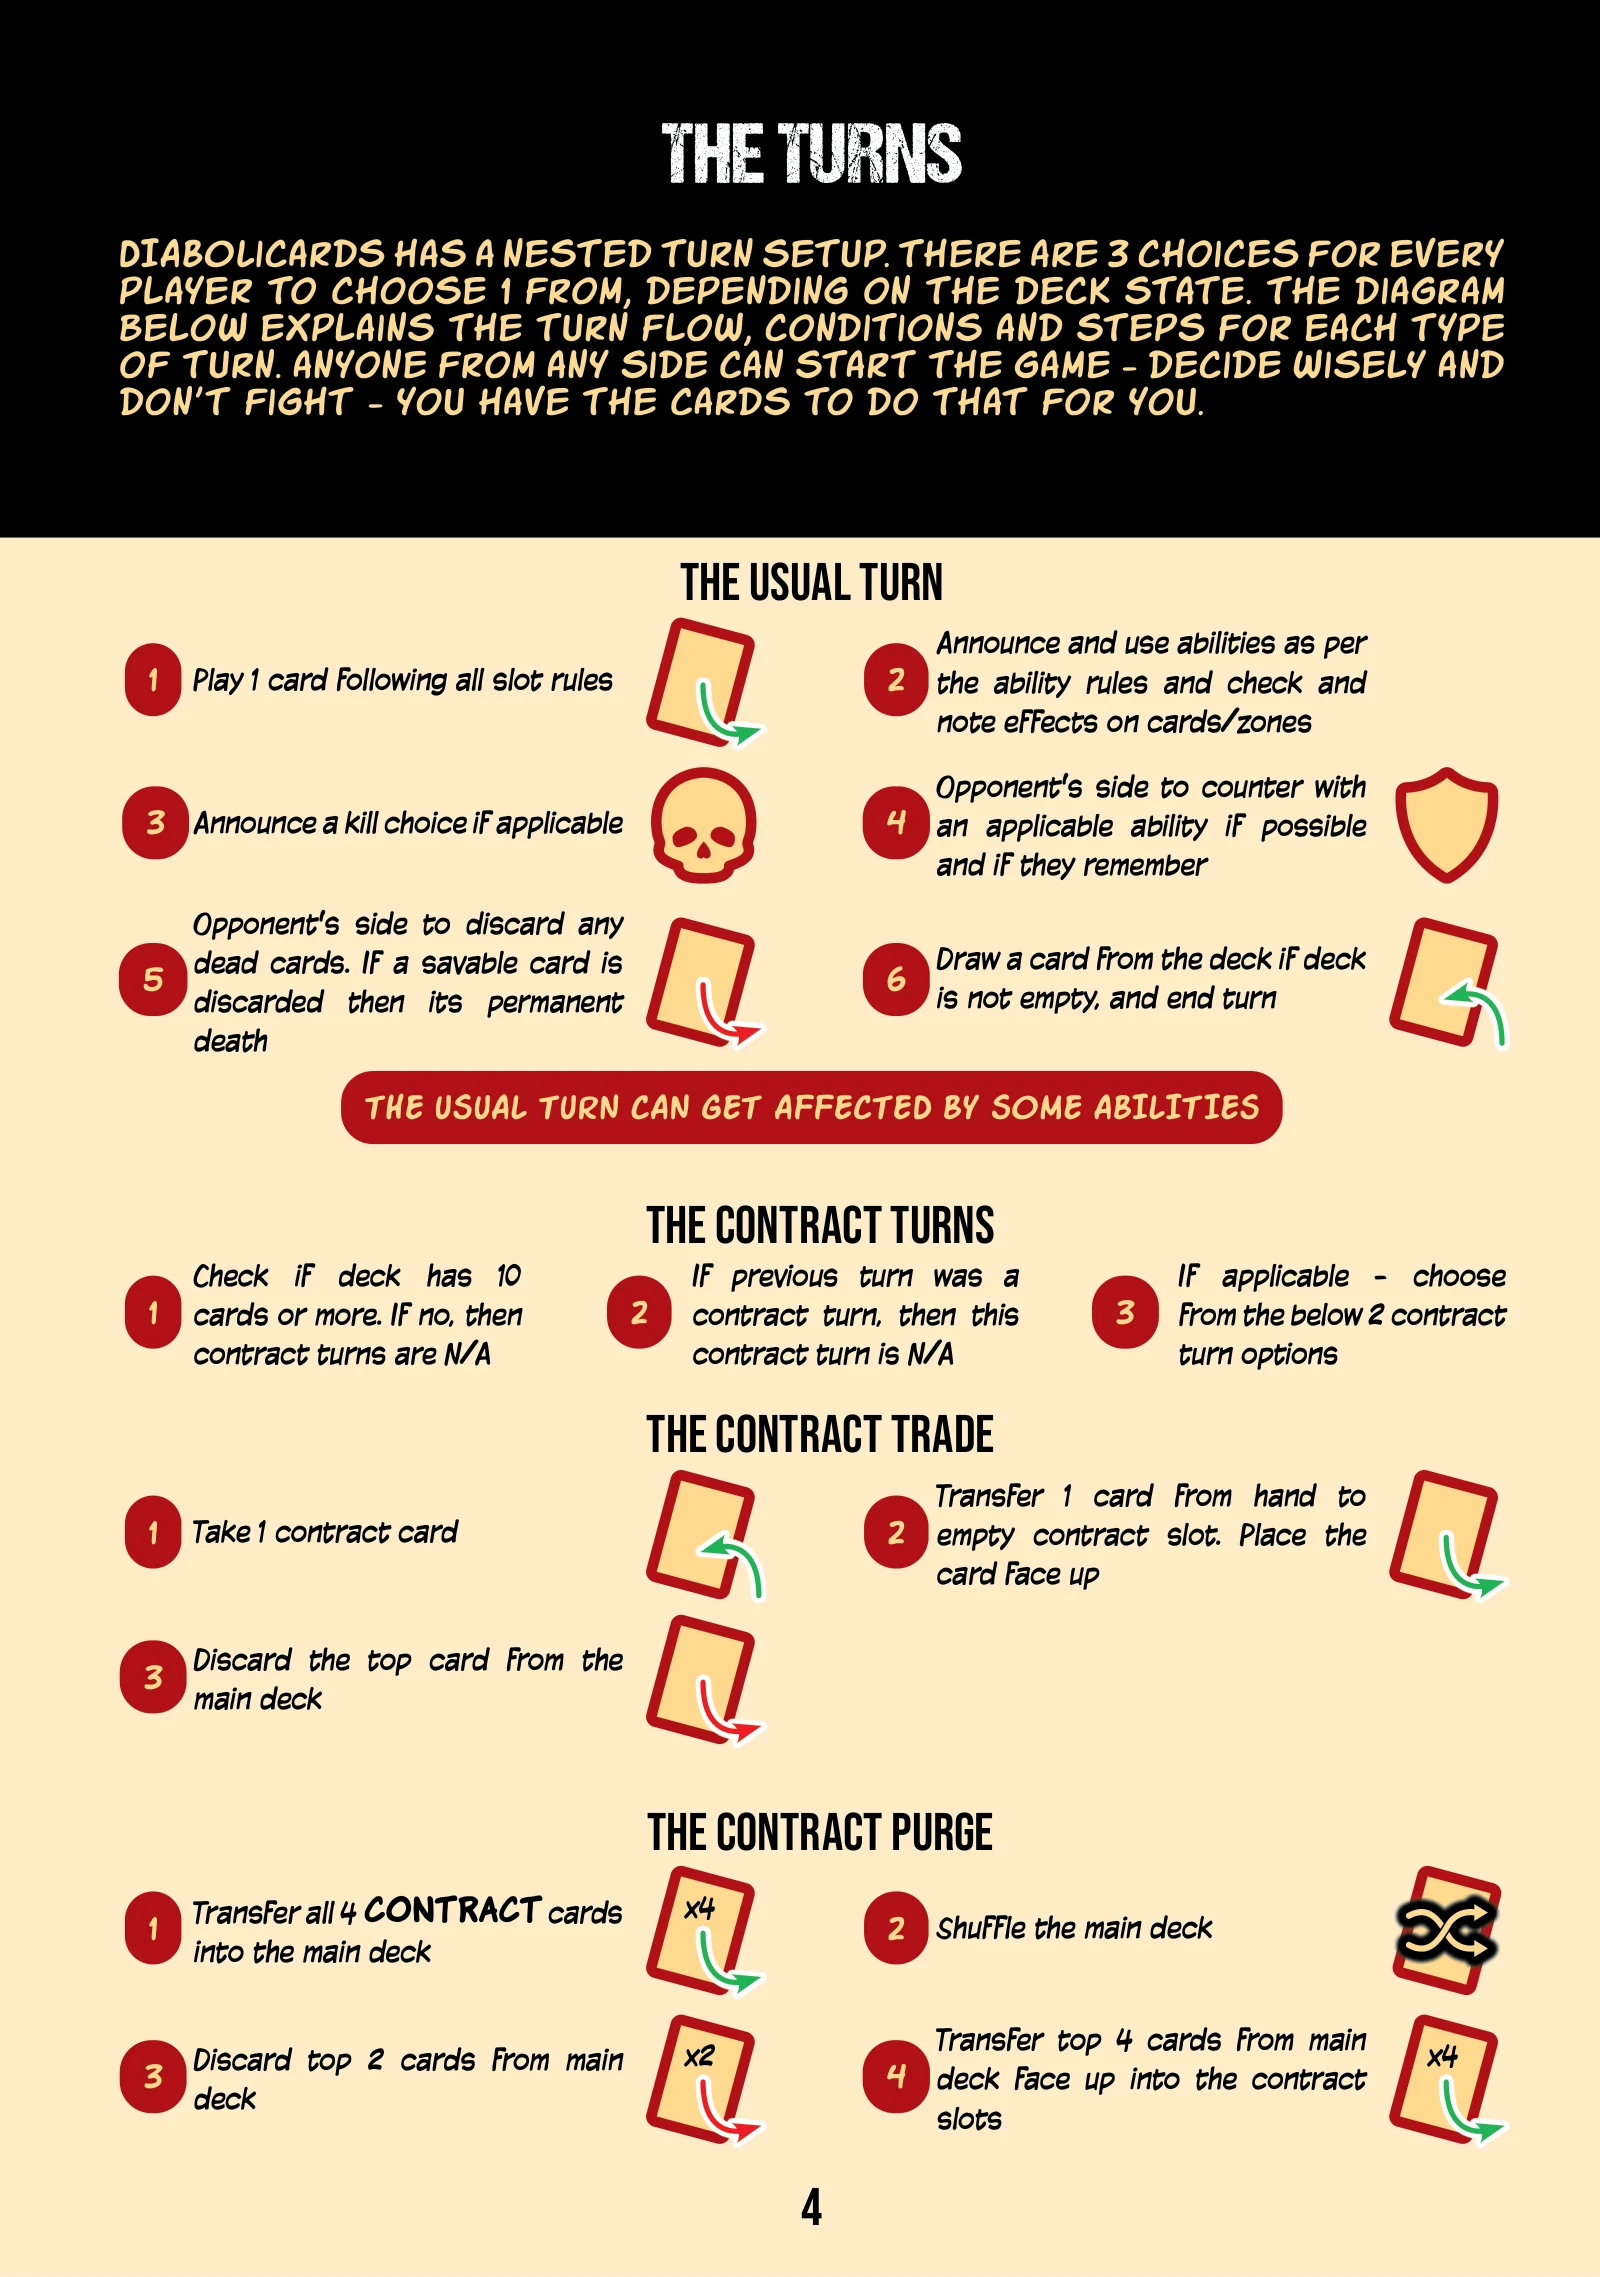 THE TURNS
DIABOLICARDS HAS A NESTED TURN SETUP. THERE ARE 3 CHOICES FOR EVERY
PLAYER TO CHOOSE 1 FROM, DEPENDING ON THE DECK STATE. THE DIAGRAM
BELOW EXPLAINS THE TURN FLOW, CONDITIONS AND STEPS FOR EACH TYPE
OF TURN. ANYONE FROM ANY SIDE CAN START THE GAME - DECIDE WISELY AND
DON'T FIGHT - YOU HAVE THE CARDS TO DO THAT FOR YOU.
THE USUAL TURN
1
Play 1 card following all slot rules
2
Announce and use abilities as per
the ability rules and check and
note effects on cards/zones
3
Announce a kill choice if applicable
4
Opponent's side to counter with
an applicable ability if possible
and if they remember
5
Opponent's side to discard any
dead cards. If a savable card is
discarded then its permanent
death
6
Draw a card from the deck if deck
is not empty, and end turn
THE USUAL TURN CAN GET AFFECTED BY SOME ABILITIES
THE CONTRACT TURNS
1
Check if deck has 10
cards or more. If no, then
contract turns are N/A
2
If previous turn was a
contract turn, then this
contract turn is N/A
3
If applicable - choose
from the below 2 contract
turn options
THE CONTRACT TRADE
1
Take 1 contract card
2
Transfer 1 card from hand to
empty contract slot. Place the
card face up
3
Discard the top card from the
main deck
THE CONTRACT PURGE
1
Transfer all 4 CONTRACT cards
into the main deck
x4
2
Shuffle the main deck
3
Discard top 2 cards from main
deck
x2
4
Transfer top 4 cards from main
deck face up into the contract
slots
x4
4